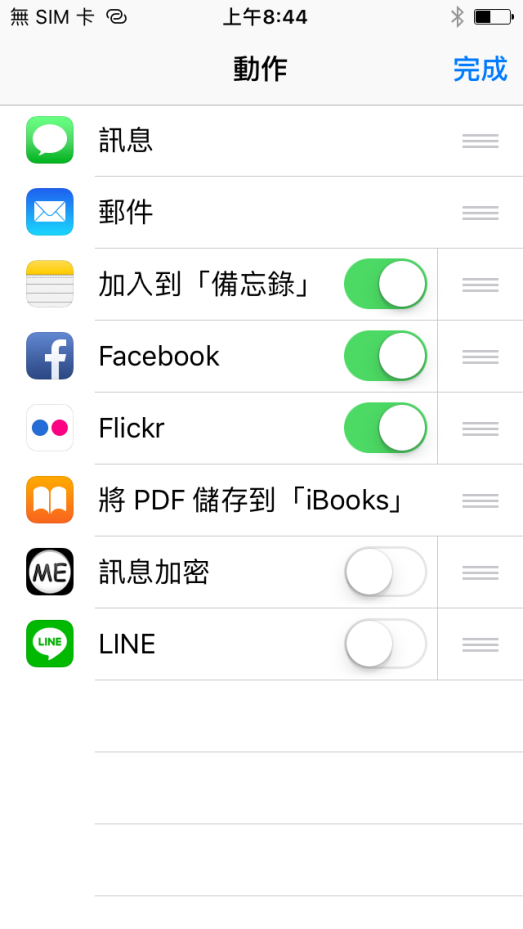 無 SIM 卡 上午8:44
動作 完成
訊息
郵件
加入到「備忘錄」
Facebook
Flickr
將 PDF 儲存到「iBooks」
ME 訊息加密
LINE LINE